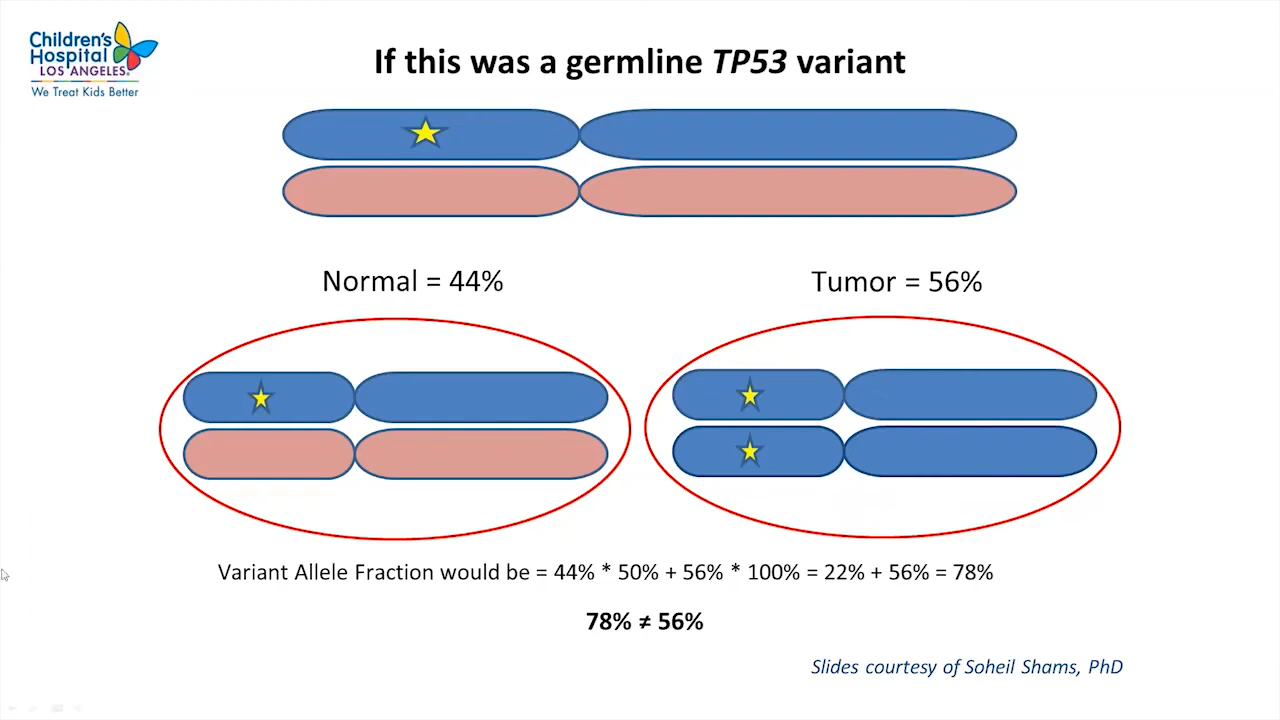 Children's
Hospital
LOS ANGELES®
We Treat Kids Better
If this was a germline TP53 variant
Normal = 44%
Tumor = 56%
Variant Allele Fraction would be = 44% * 50% + 56% * 100% = 22% + 56% = 78%
78% ≠ 56%
Slides courtesy of Soheil Shams, PhD